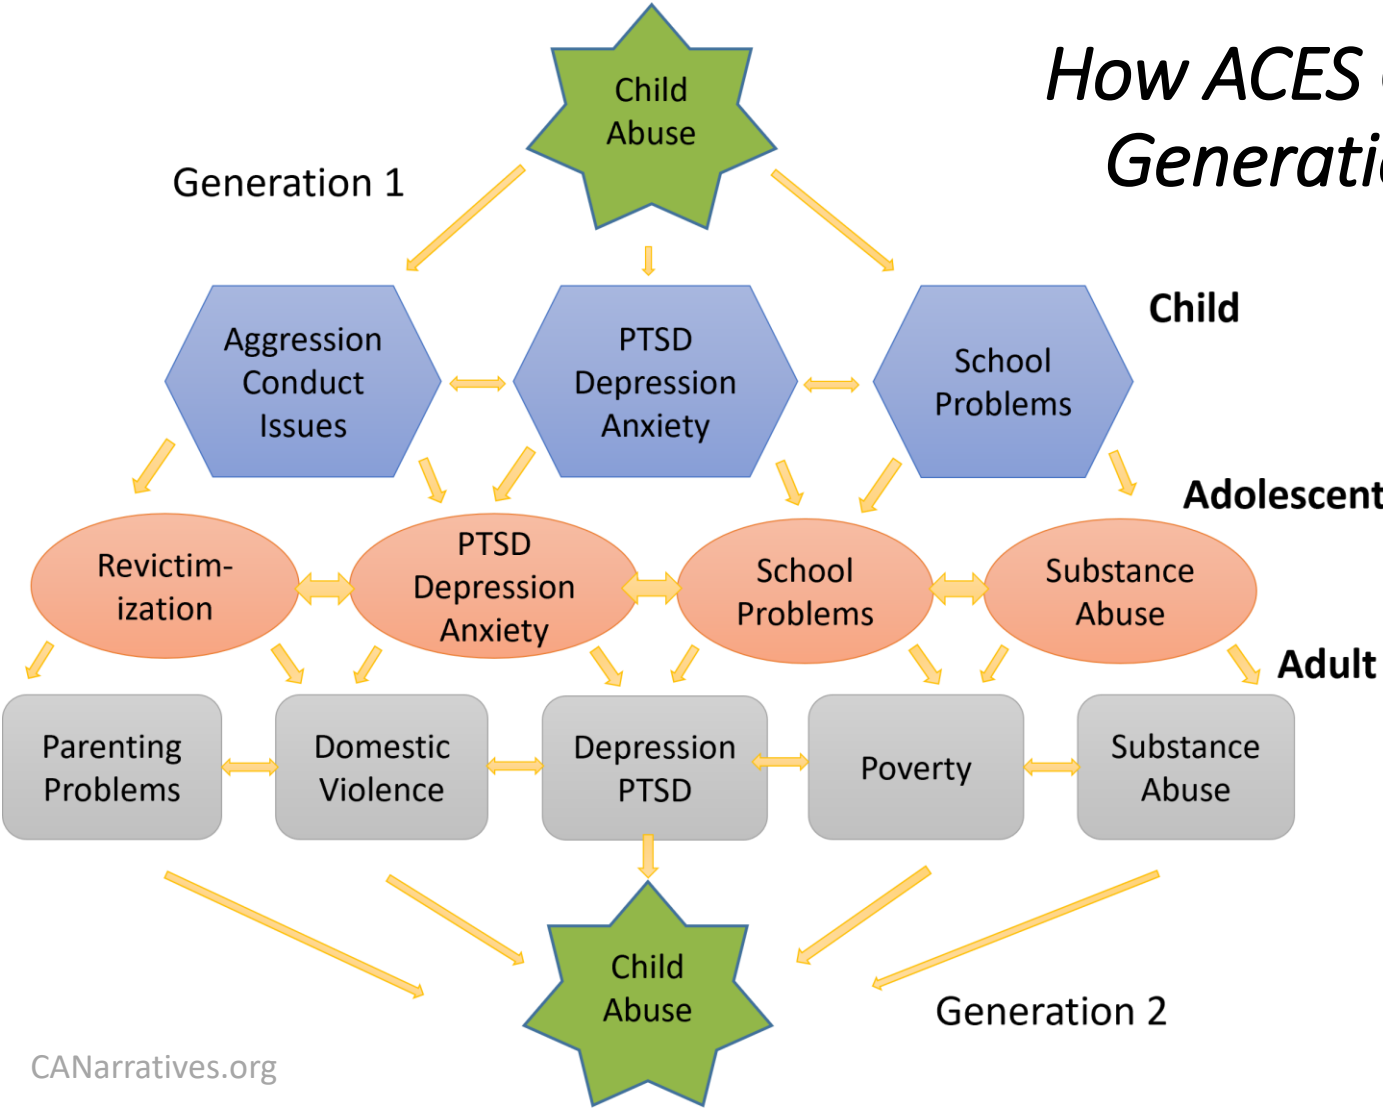 How ACES
Child
Abuse
Generation 1
Child
Aggression
Conduct
Issues
PTSD
Depression
Anxiety
School
Problems
Adolescent
Revictim-
ization
PTSD
Depression
Anxiety
School
Problems
Substance
Abuse
Adult
Parenting
Problems
Domestic
Violence
Depression
PTSD
Poverty
Substance
Abuse
Child
Abuse
Generation 2
CANarratives.org